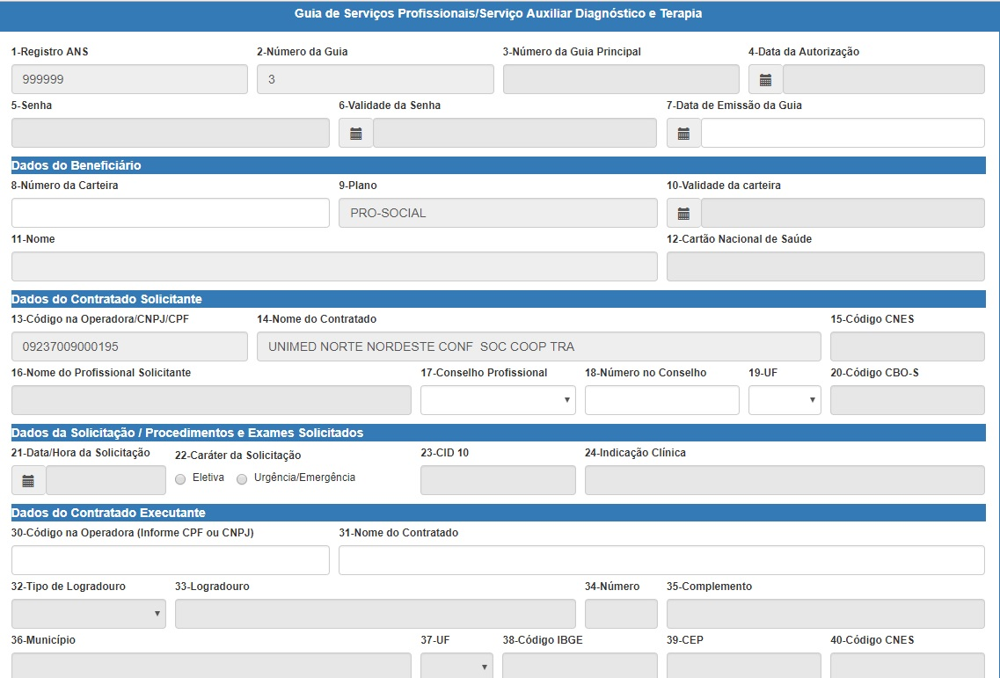 Guia de Serviços Profissionais/Serviço Auxiliar Diagnóstico e Terapia
1-Registro ANS 2-Número da Guia 3-Número da Guia Principal 4-Data da Autorização
999999 3
5-Senha 6-Validade da Senha 7-Data de Emissão da Guia
Dados do Beneficiário
8-Número da Carteira 9-Plano 10-Validade da carteira
PRO-SOCIAL
11-Nome 12-Cartão Nacional de Saúde
Dados do Contratado Solicitante
13-Código na Operadora/CNPJ/CPF 14-Nome do Contratado 15-Código CNES
09237009000195 UNIMED NORTE NORDESTE CONF SOC COOP TRA
16-Nome do Profissional Solicitante 17-Conselho Profissional 18-Número no Conselho 19-UF 20-Código CBO-S
Dados da Solicitação / Procedimentos e Exames Solicitados
21-Data/Hora da Solicitação 22-Caráter da Solicitação 23-CID 10 24-Indicação Clínica
Eletiva Urgência/Emergência
Dados do Contratado Executante
30-Código na Operadora (Informe CPF ou CNPJ) 31-Nome do Contratado
32-Tipo de Logradouro 33-Logradouro 34-Número 35-Complemento
36-Município 37-UF 38-Código IBGE 39-CEP 40-Código CNES